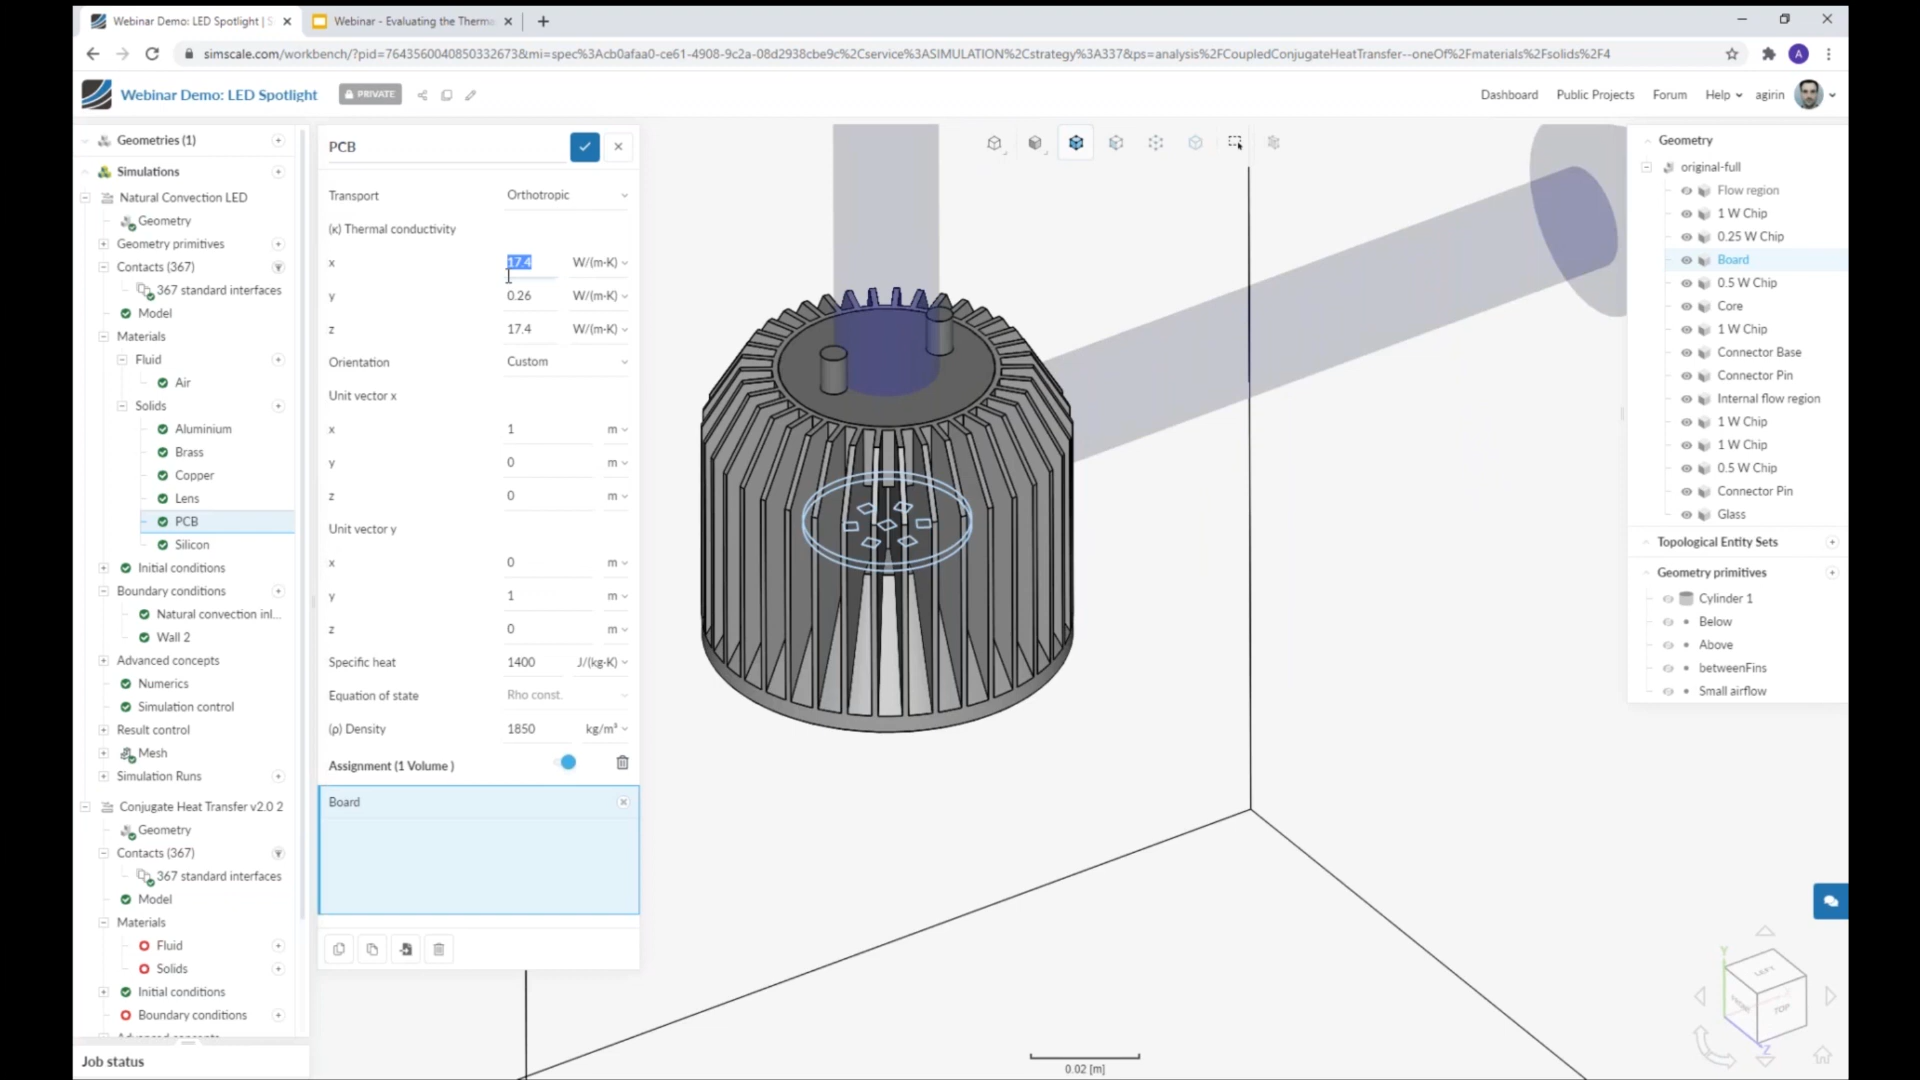 Webinar Demo: LED Spotlight | S
Webinar - Evaluating the Therma
simscale.com/workbench/?pid=7643560040850332673&mi=spec%3Acb0afaa0-ce61-4908-9c2a-08d2938cbe9c%2Cservice%3ASIMULATION%2Cstrategy%3A337&ps=analysis%2FCoupledConjugateHeatTransfer--oneOf%2Fmaterials%2Fsolids%2F4
A
Webinar Demo: LED Spotlight
PRIVATE
Dashboard
Public Projects
Forum
Help
agirin
Geometries (1)
Simulations
Natural Convection LED
Geometry
Geometry primitives
Contacts (367)
367 standard interfaces
Model
Materials
Fluid
Air
Solids
Aluminium
Brass
Copper
Lens
PCB
Silicon
Initial conditions
Boundary conditions
Natural convection inl...
Wall 2
Advanced concepts
Numerics
Simulation control
Result control
Mesh
Simulation Runs
Conjugate Heat Transfer v2.0 2
Geometry
Contacts (367)
367 standard interfaces
Model
Materials
Fluid
Solids
Initial conditions
Boundary conditions
Advanced concepts
Job status
PCB
Transport Orthotropic
(κ) Thermal conductivity
x 17.4 W/(m·K)
y 0.26 W/(m·K)
z 17.4 W/(m·K)
Orientation Custom
Unit vector x
x 1 m
y 0 m
z 0 m
Unit vector y
x 0 m
y 1 m
z 0 m
Specific heat 1400 J/(kg·K)
Equation of state Rho const.
(ρ) Density 1850 kg/m³
Assignment (1 Volume )
Board
0.02 [m]
Geometry
original-full
Flow region
1 W Chip
0.25 W Chip
Board
0.5 W Chip
Core
1 W Chip
Connector Base
Connector Pin
Internal flow region
1 W Chip
1 W Chip
0.5 W Chip
Connector Pin
Glass
Topological Entity Sets
Geometry primitives
Cylinder 1
Below
Above
betweenFins
Small airflow
Y
LEFT
FRONT
TOP
Z